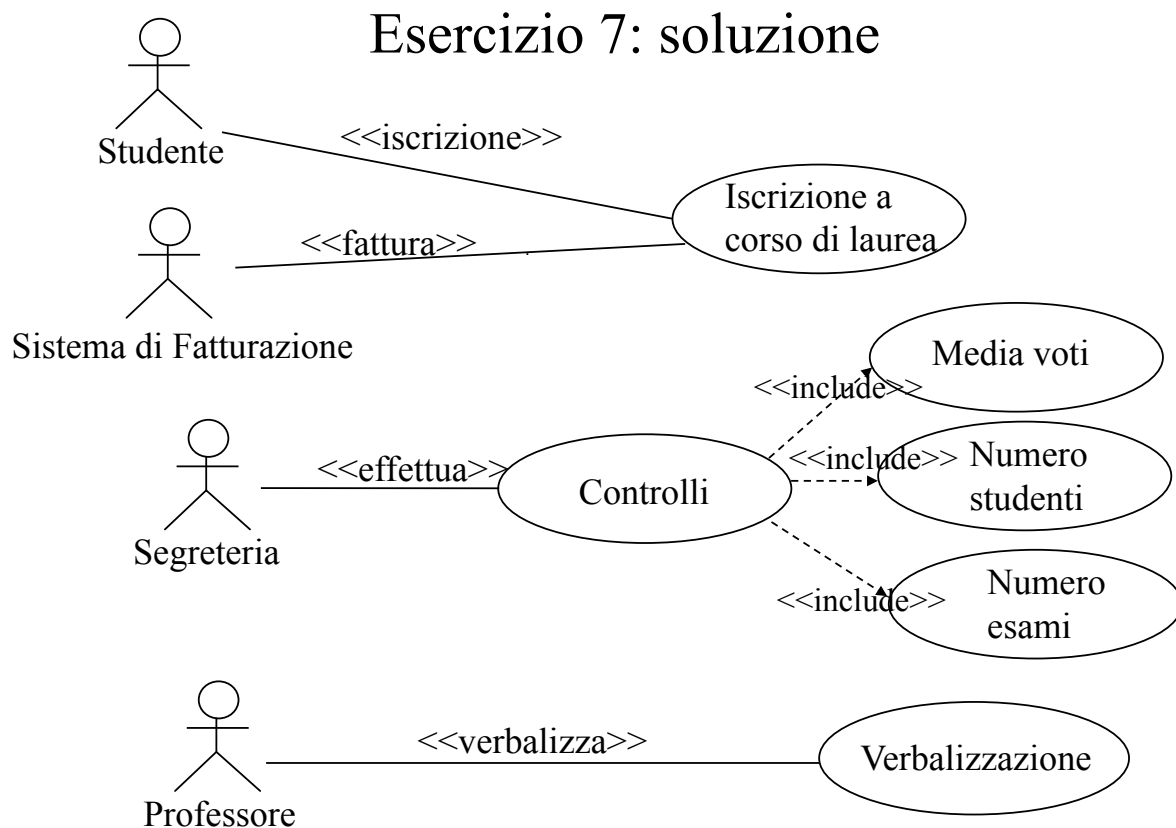 Esercizio 7: soluzione
Studente
<<iscrizione>>
Iscrizione a
corso di laurea
<<fattura>>
Sistema di Fatturazione
Media voti
<<include>>
<<effettua>>
Controlli
<<include>>
Numero
studenti
Segreteria
<<include>>
Numero
esami
<<verbalizza>>
Verbalizzazione
Professore